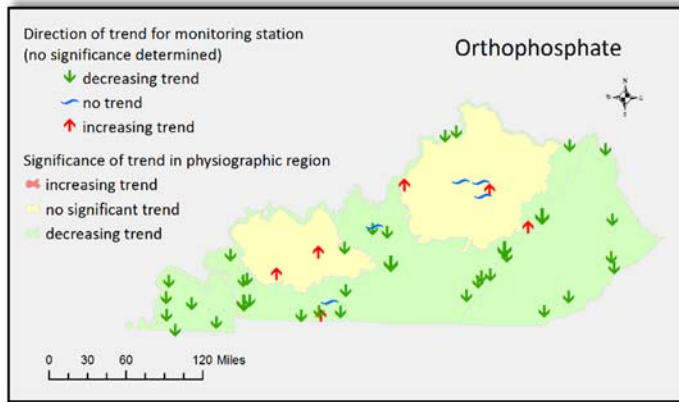 Direction of trend for monitoring station
(no significance determined)
decreasing trend
no trend
increasing trend
Significance of trend in physiographic region
increasing trend
no significant trend
decreasing trend
Orthophosphate
N
0 30 60 120 Miles